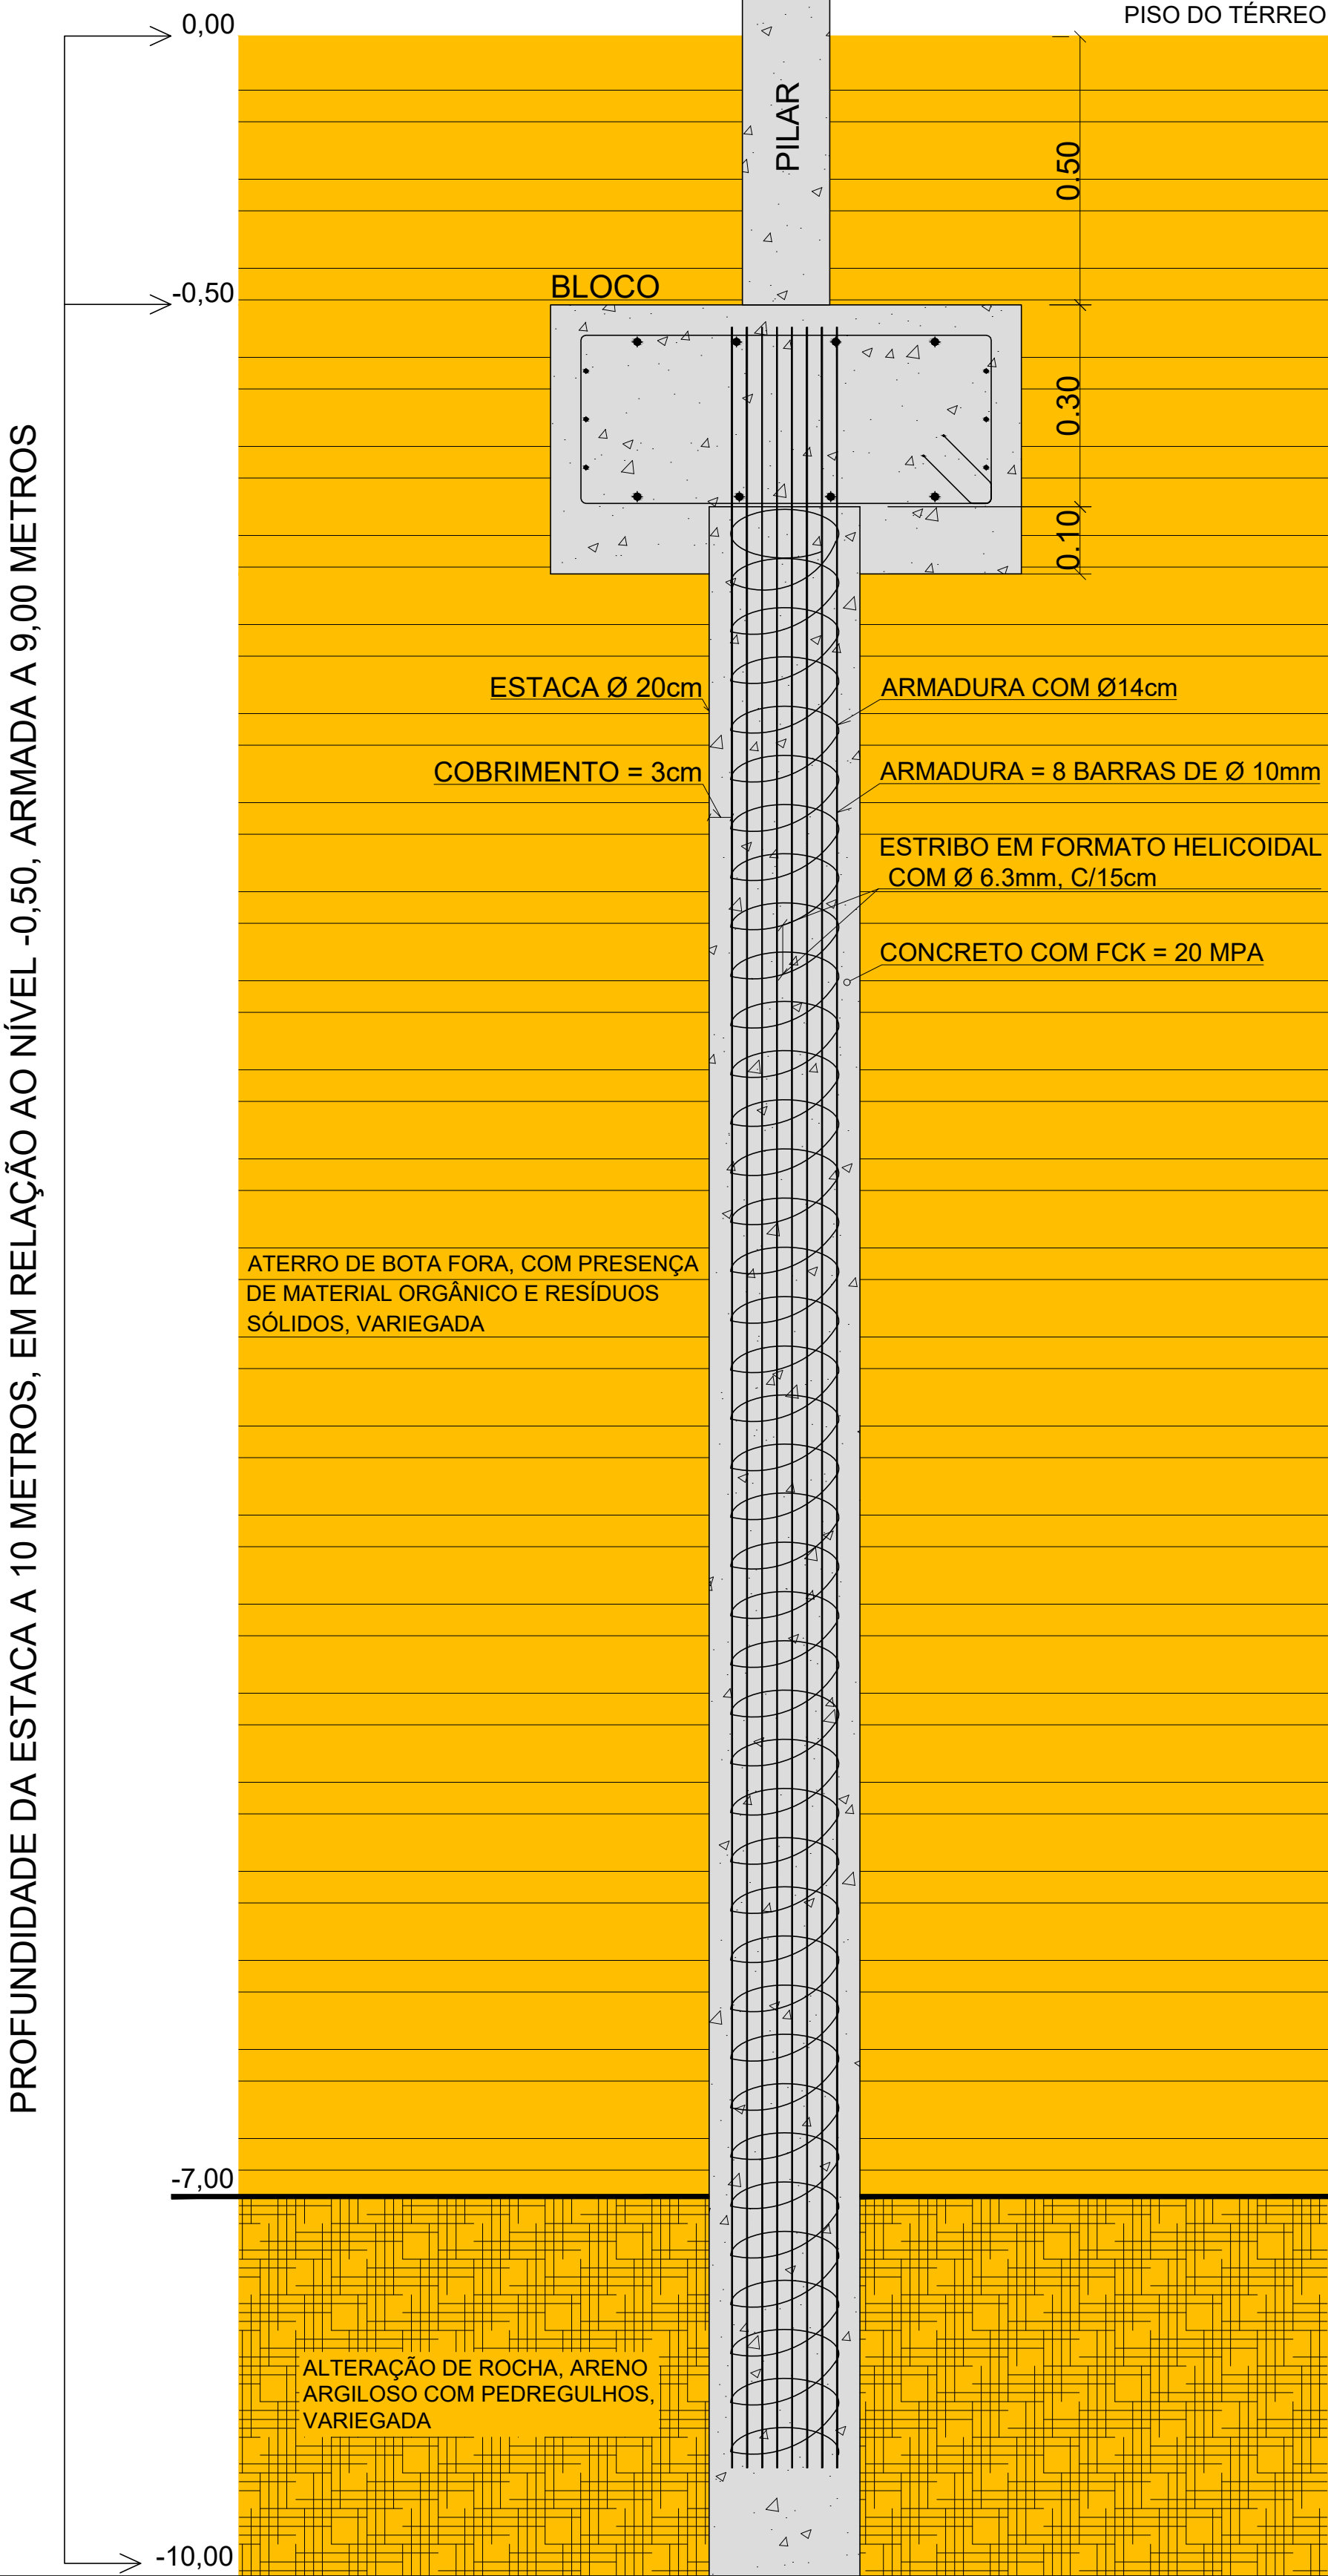 PISO DO TÉRREO
0,00
PILAR
0.50
-0,50
BLOCO
0.30
0.10
PROFUNDIDADE DA ESTACA A 10 METROS, EM RELAÇÃO AO NÍVEL -0,50, ARMADA A 9,00 METROS
ESTACA Ø 20cm
ARMADURA COM Ø14cm
COBRIMENTO = 3cm
ARMADURA = 8 BARRAS DE Ø 10mm
ESTRIBO EM FORMATO HELICOIDAL
COM Ø 6.3mm, C/15cm
CONCRETO COM FCK = 20 MPA
ATERRO DE BOTA FORA, COM PRESENÇA
DE MATERIAL ORGÂNICO E RESÍDUOS
SÓLIDOS, VARIEGADA
-7,00
ALTERAÇÃO DE ROCHA, ARENO
ARGILOSO COM PEDREGULHOS,
VARIEGADA
-10,00